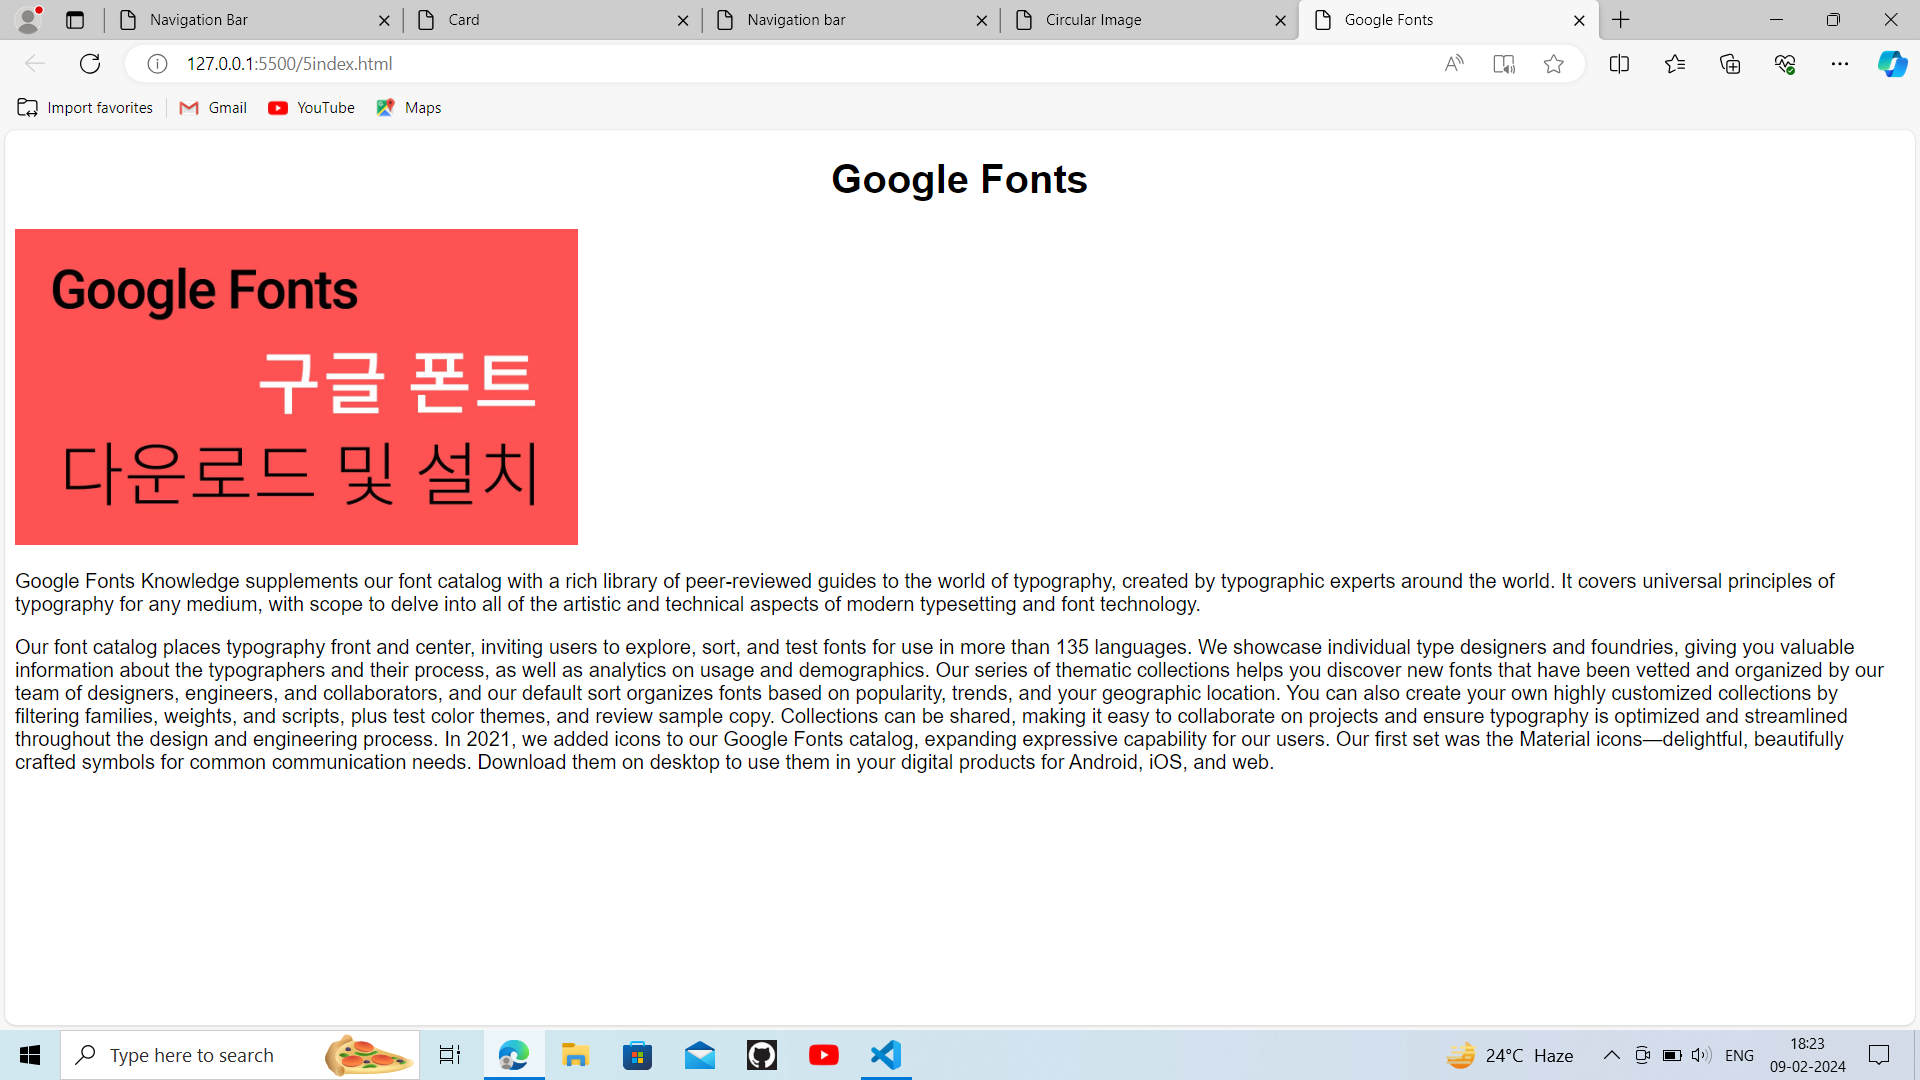 Navigation Bar
Card
Navigation bar
Circular Image
Google Fonts
127.0.0.1:5500/5index.html
Import favorites
Gmail
YouTube
Maps
Google Fonts
Google Fonts
구글 폰트
다운로드 및 설치
Google Fonts Knowledge supplements our font catalog with a rich library of peer-reviewed guides to the world of typography, created by typographic experts around the world. It covers universal principles of
typography for any medium, with scope to delve into all of the artistic and technical aspects of modern typesetting and font technology.
Our font catalog places typography front and center, inviting users to explore, sort, and test fonts for use in more than 135 languages. We showcase individual type designers and foundries, giving you valuable
information about the typographers and their process, as well as analytics on usage and demographics. Our series of thematic collections helps you discover new fonts that have been vetted and organized by our
team of designers, engineers, and collaborators, and our default sort organizes fonts based on popularity, trends, and your geographic location. You can also create your own highly customized collections by
filtering families, weights, and scripts, plus test color themes, and review sample copy. Collections can be shared, making it easy to collaborate on projects and ensure typography is optimized and streamlined
throughout the design and engineering process. In 2021, we added icons to our Google Fonts catalog, expanding expressive capability for our users. Our first set was the Material icons—delightful, beautifully
crafted symbols for common communication needs. Download them on desktop to use them in your digital products for Android, iOS, and web.
Type here to search
24°C Haze
ENG
18:23
09-02-2024